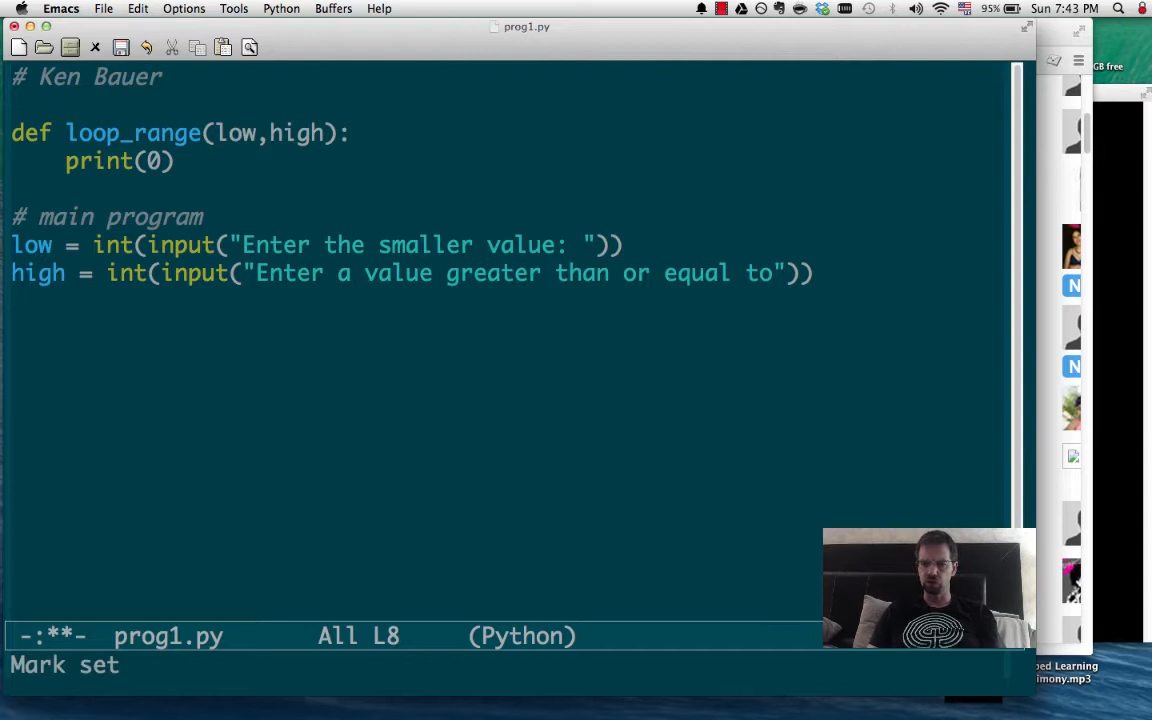 Emacs File Edit Options Tools Python Buffers Help 95% Sun 7:43 PM
prog1.py
GB free
# Ken Bauer
def loop_range(low,high):
    print(0)
# main program
low = int(input("Enter the smaller value: "))
high = int(input("Enter a value greater than or equal to"))
N
N
-:**- prog1.py All L8 (Python)
Mark set
ped Learning
imony.mp3